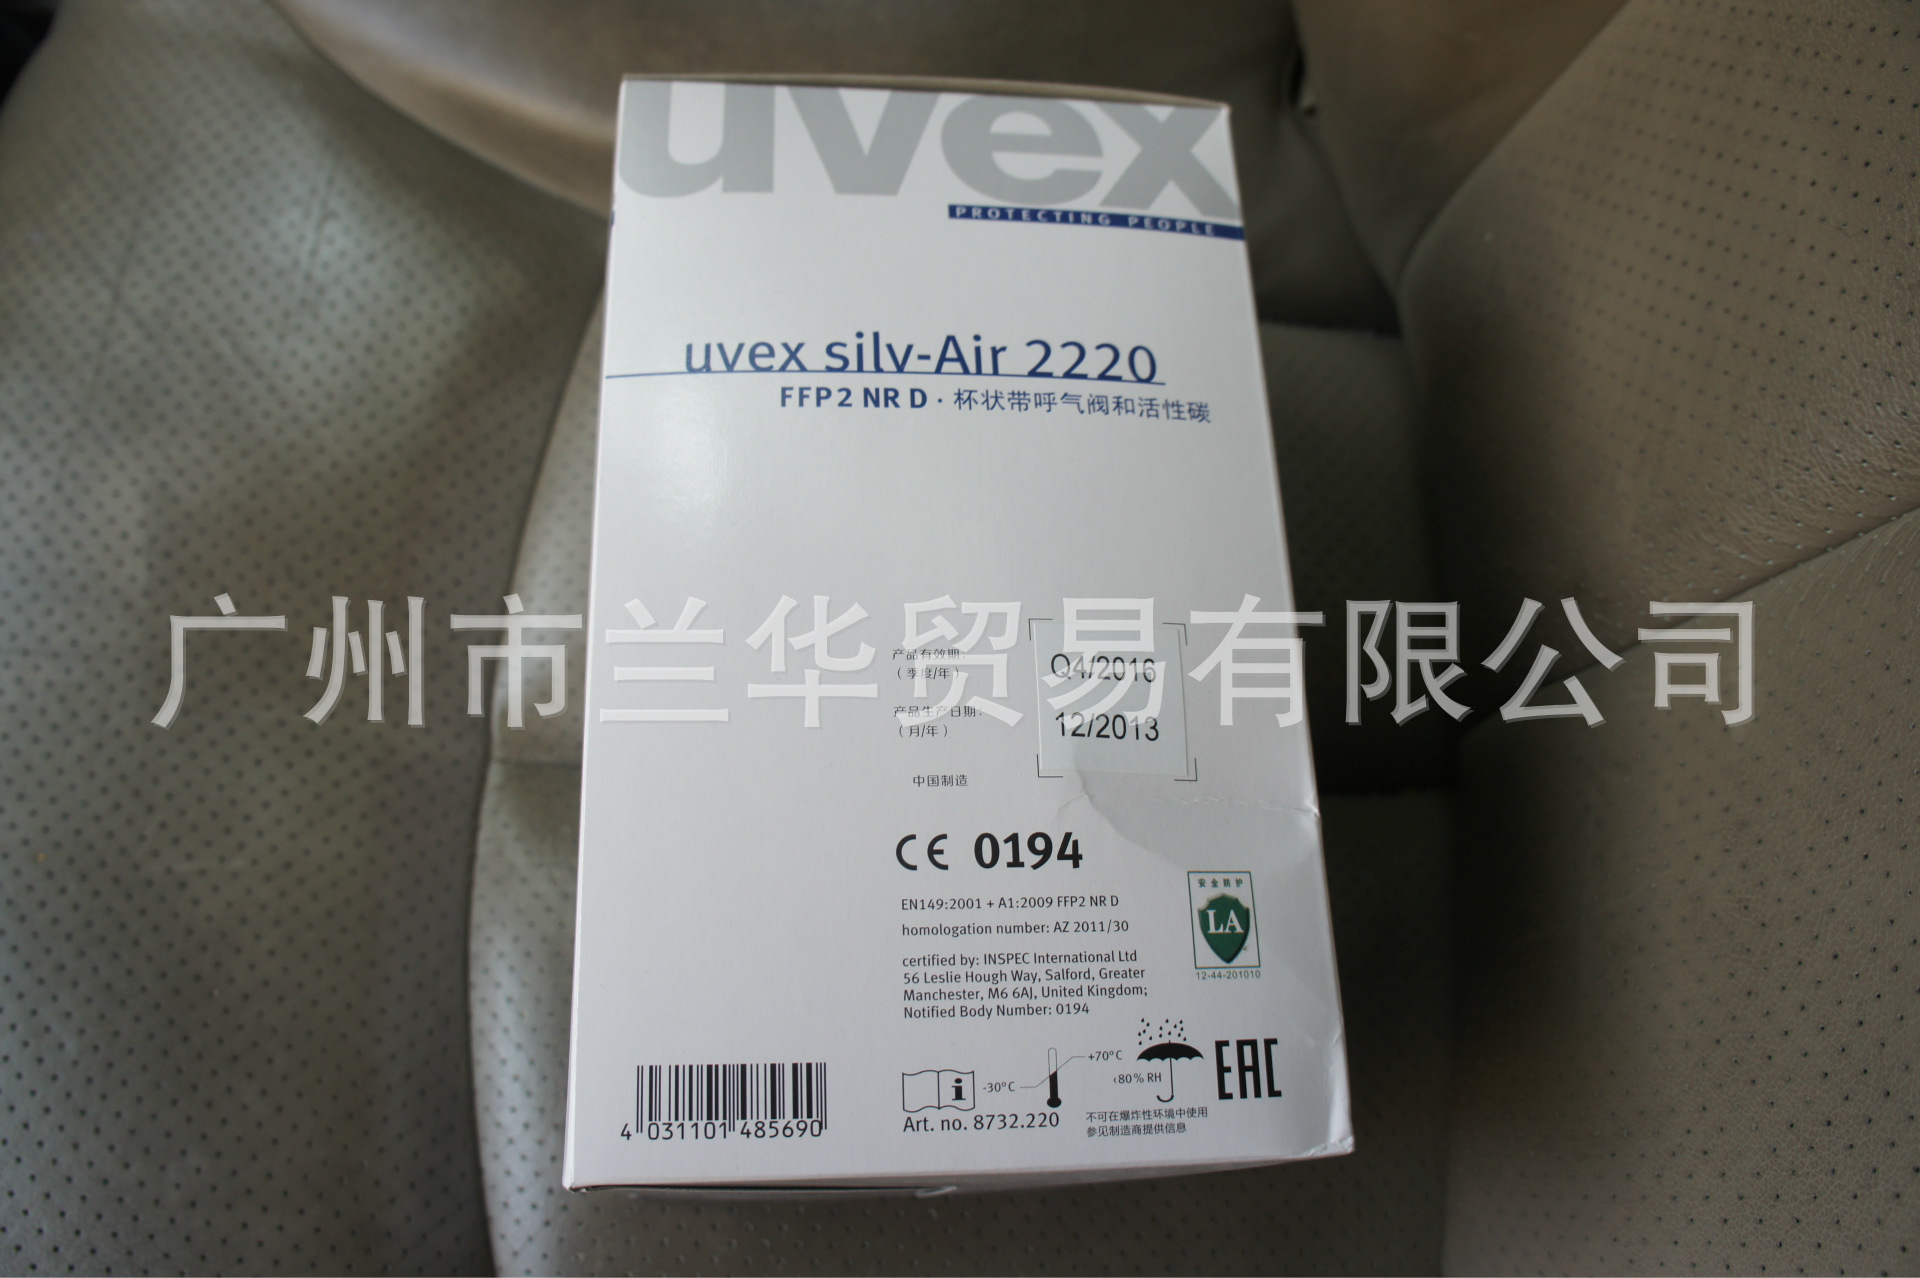 uvex
PROTECTING PEOPLE
uvex silv-Air 2220
FFP2 NR D · 杯状带呼气阀和活性碳
广州市兰华贸易有限公司
产品有效期:
（季度/年）
Q4/2016
产品生产日期:
（月/年）
12/2013
中国制造
CE 0194
EN149:2001 + A1:2009 FFP2 NR D
homologation number: AZ 2011/30
certified by: INSPEC International Ltd
56 Leslie Hough Way, Salford, Greater
Manchester, M6 6AJ, United Kingdom;
Notified Body Number: 0194
安全防护
LA
12-44-201010
4 031101 485690
i
-30°C
+70°C
<80% RH
EAC
Art. no. 8732.220
不可在爆炸性环境中使用
参见制造商提供信息